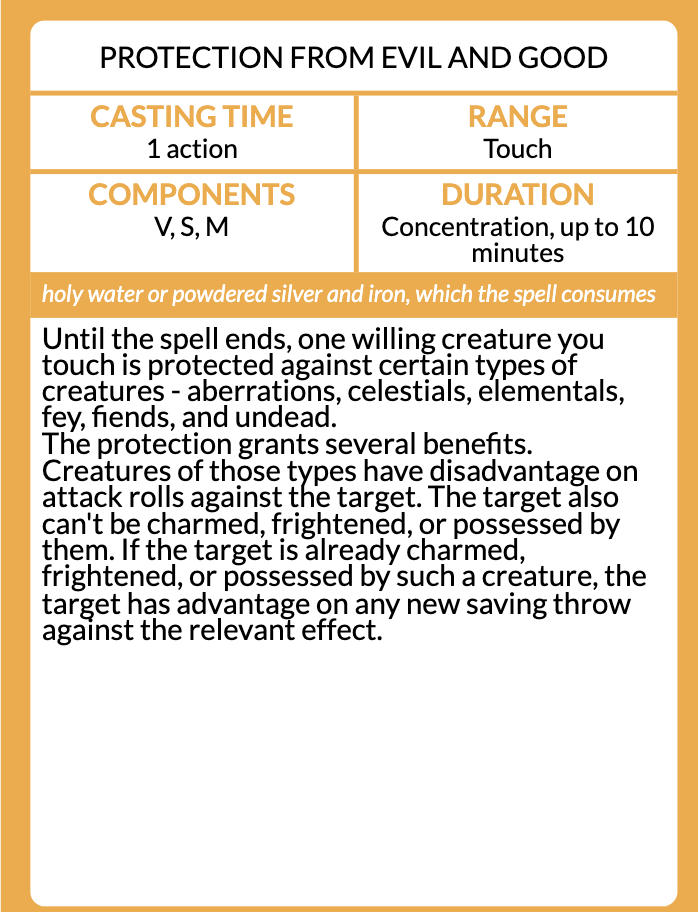 PROTECTION FROM EVIL AND GOOD
CASTING TIME
1 action
RANGE
Touch
COMPONENTS
V, S, M
DURATION
Concentration, up to 10
minutes
holy water or powdered silver and iron, which the spell consumes
Until the spell ends, one willing creature you
touch is protected against certain types of
creatures - aberrations, celestials, elementals,
fey, fiends, and undead.
The protection grants several benefits.
Creatures of those types have disadvantage on
attack rolls against the target. The target also
can't be charmed, frightened, or possessed by
them. If the target is already charmed,
frightened, or possessed by such a creature, the
target has advantage on any new saving throw
against the relevant effect.